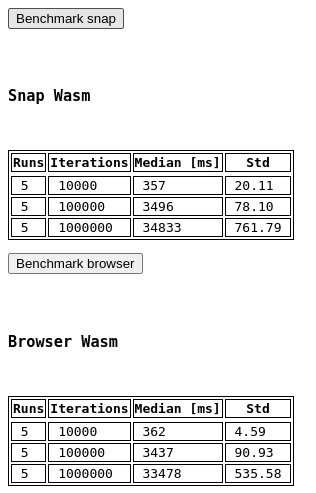 Benchmark snap
Snap Wasm
Runs Iterations Median [ms] Std
5 10000 357 20.11
5 100000 3496 78.10
5 1000000 34833 761.79
Benchmark browser
Browser Wasm
Runs Iterations Median [ms] Std
5 10000 362 4.59
5 100000 3437 90.93
5 1000000 33478 535.58